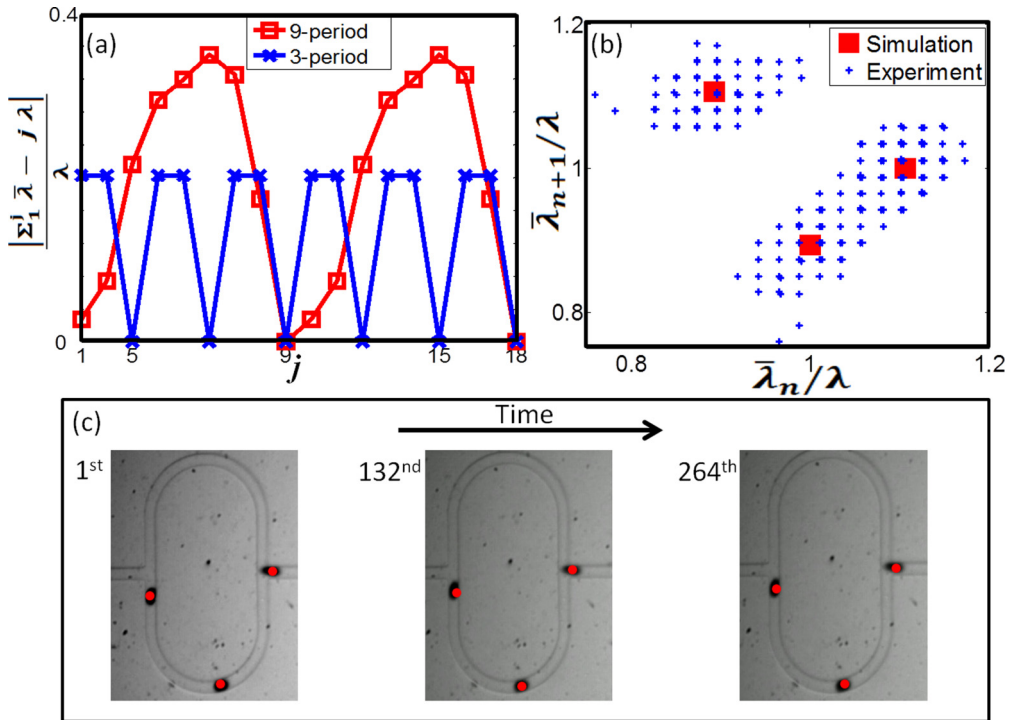 (a)
9-period
3-period
0.4
0
|Σ₁ʲ λ̅ − j λ|
λ
1 5 9 15 18
j
(b)
Simulation
Experiment
1.2
1
0.8
λ̅ₙ₊₁/λ
0.8 1 1.2
λ̅ₙ/λ
(c)
Time
1st
132nd
264th